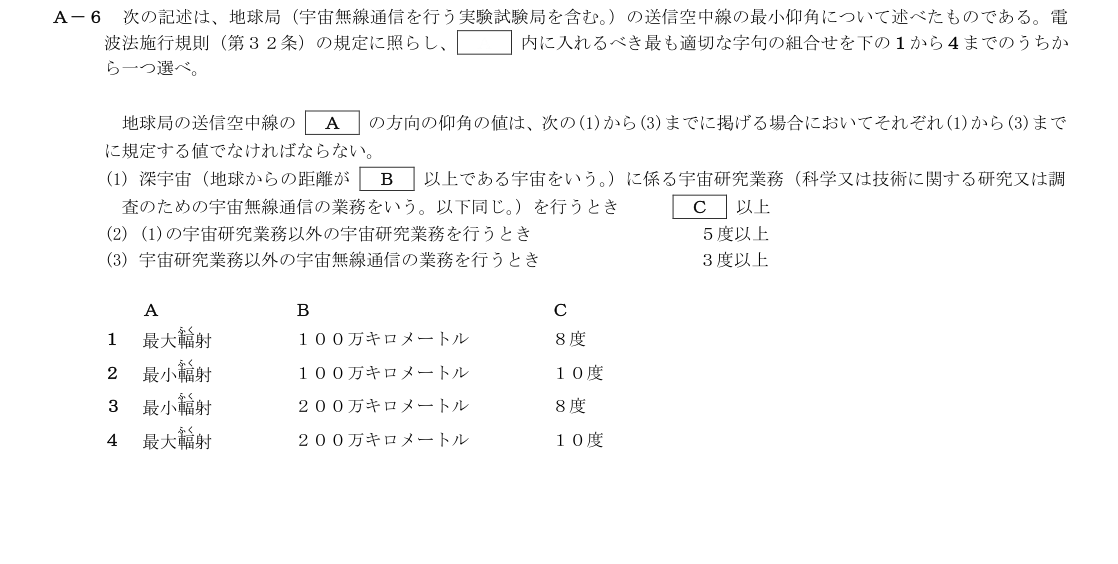 A－6 次の記述は、地球局（宇宙無線通信を行う実験試験局を含む。）の送信空中線の最小仰角について述べたものである。電
波法施行規則（第３２条）の規定に照らし、 内に入れるべき最も適切な字句の組合せを下の1から4までのうちか
ら一つ選べ。
地球局の送信空中線の A の方向の仰角の値は、次の(1)から(3)までに掲げる場合においてそれぞれ(1)から(3)まで
に規定する値でなければならない。
(1) 深宇宙（地球からの距離が B 以上である宇宙をいう。）に係る宇宙研究業務（科学又は技術に関する研究又は調
査のための宇宙無線通信の業務をいう。以下同じ。）を行うとき C 以上
(2) (1)の宇宙研究業務以外の宇宙研究業務を行うとき ５度以上
(3) 宇宙研究業務以外の宇宙無線通信の業務を行うとき ３度以上
A B C
1 最大輻（ふく）射 １００万キロメートル ８度
2 最小輻（ふく）射 １００万キロメートル １０度
3 最小輻（ふく）射 ２００万キロメートル ８度
4 最大輻（ふく）射 ２００万キロメートル １０度